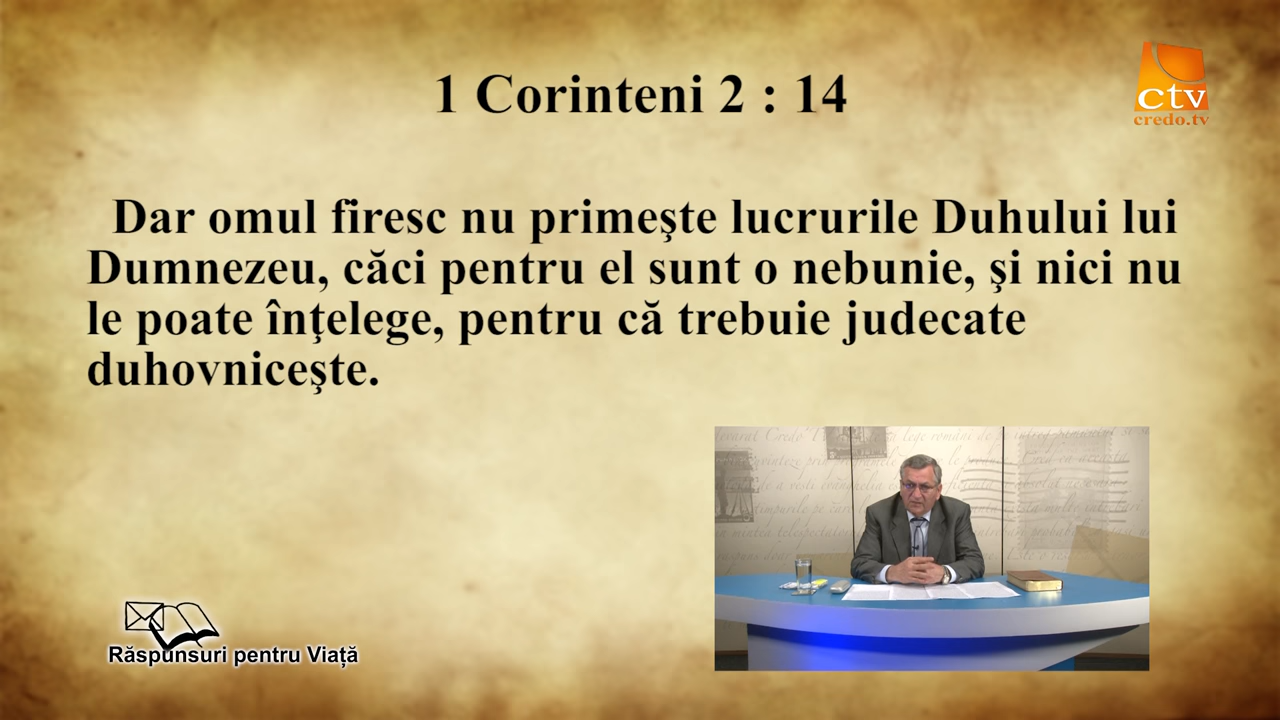 1 Corinteni 2 : 14
ctv
credo.tv
Dar omul firesc nu primeşte lucrurile Duhului lui
Dumnezeu, căci pentru el sunt o nebunie, şi nici nu
le poate înţelege, pentru că trebuie judecate
duhovniceşte.
Răspunsuri pentru Viață